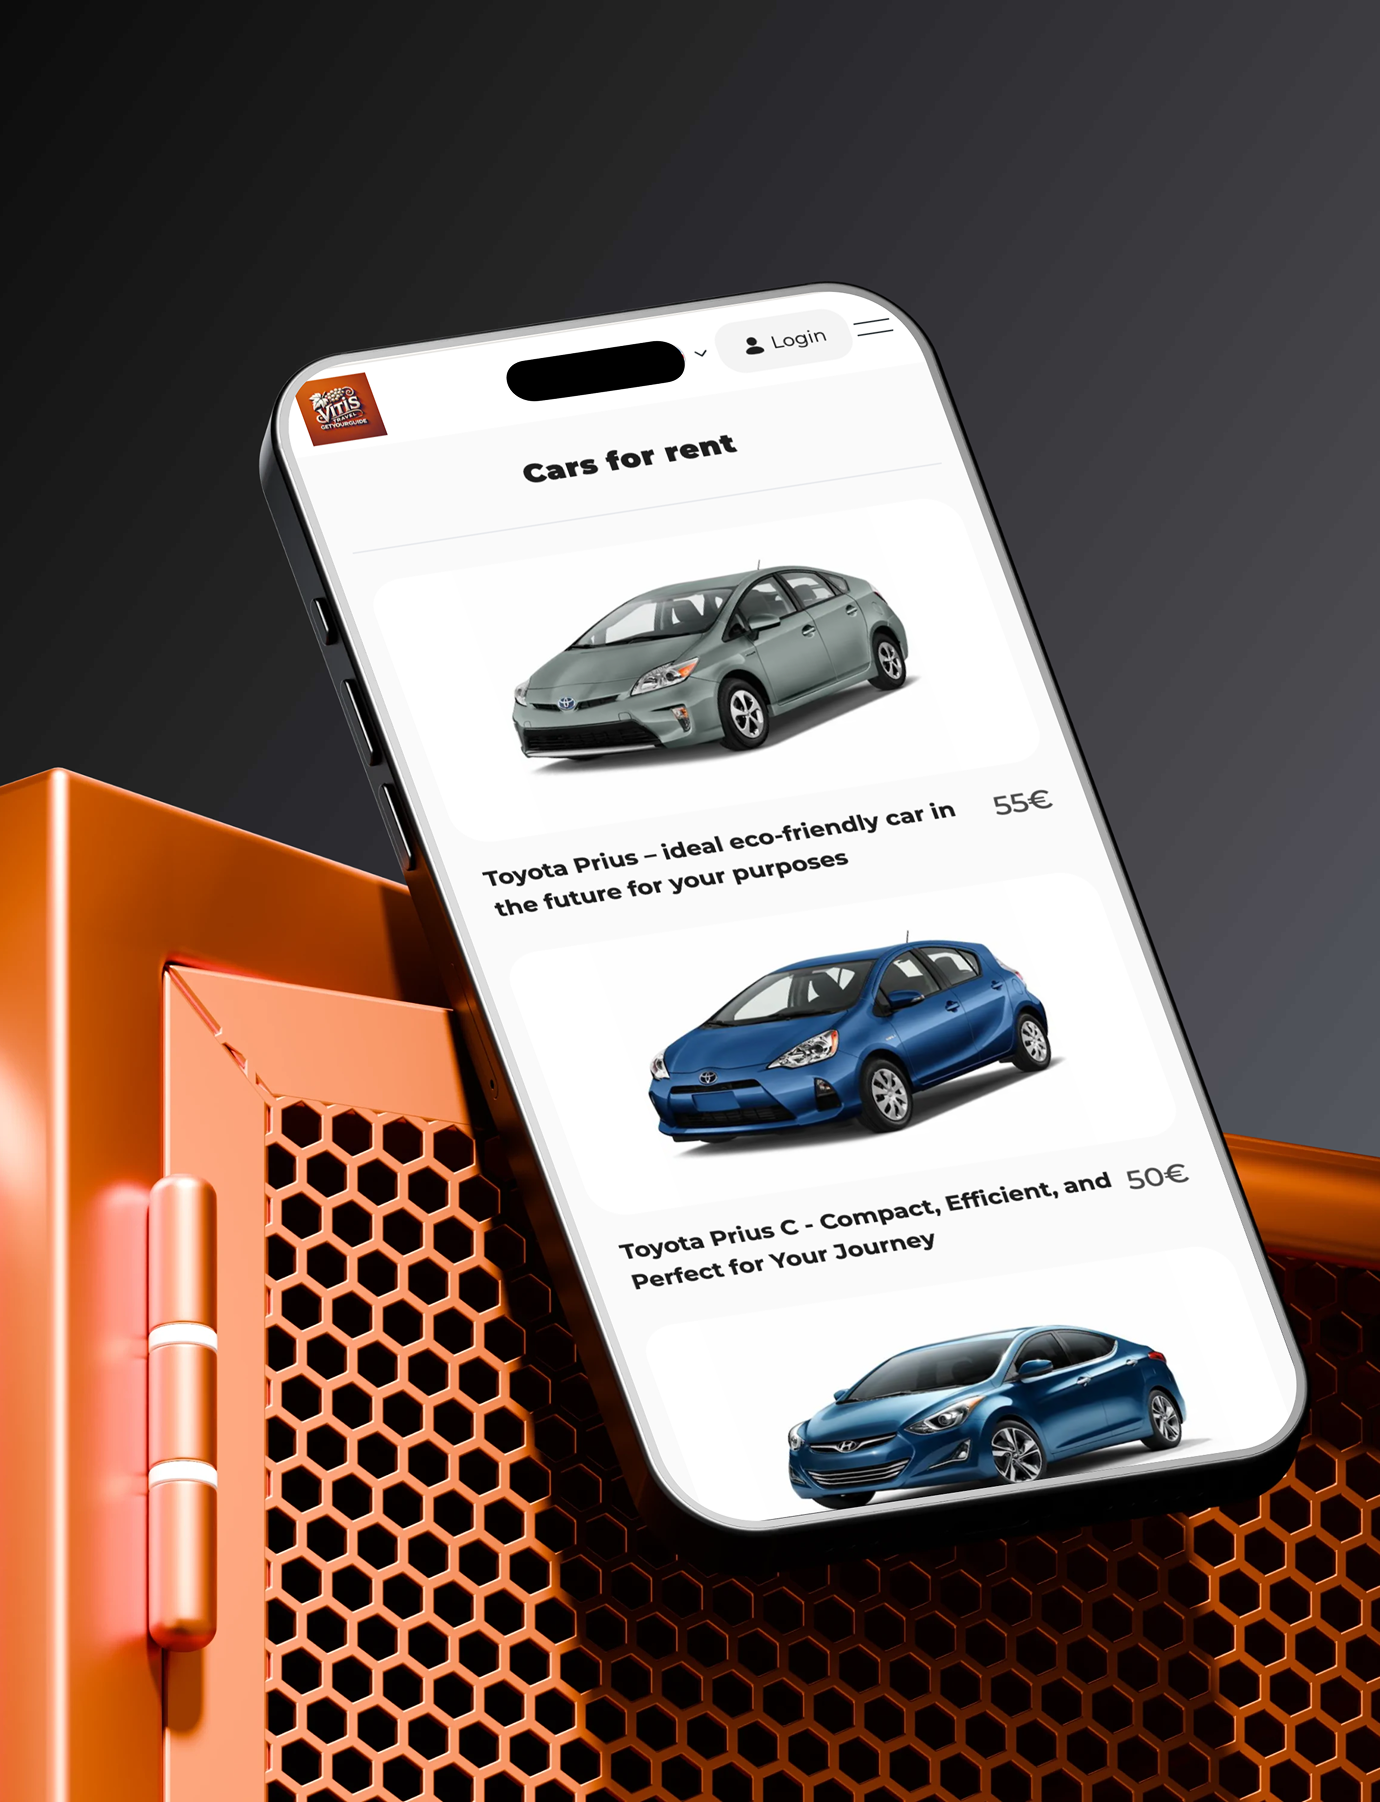 Login
VITIS
TRAVEL
GETYOURGUIDE
Cars for rent
Toyota Prius – ideal eco-friendly car in
the future for your purposes
55€
Toyota Prius C - Compact, Efficient, and
Perfect for Your Journey
50€